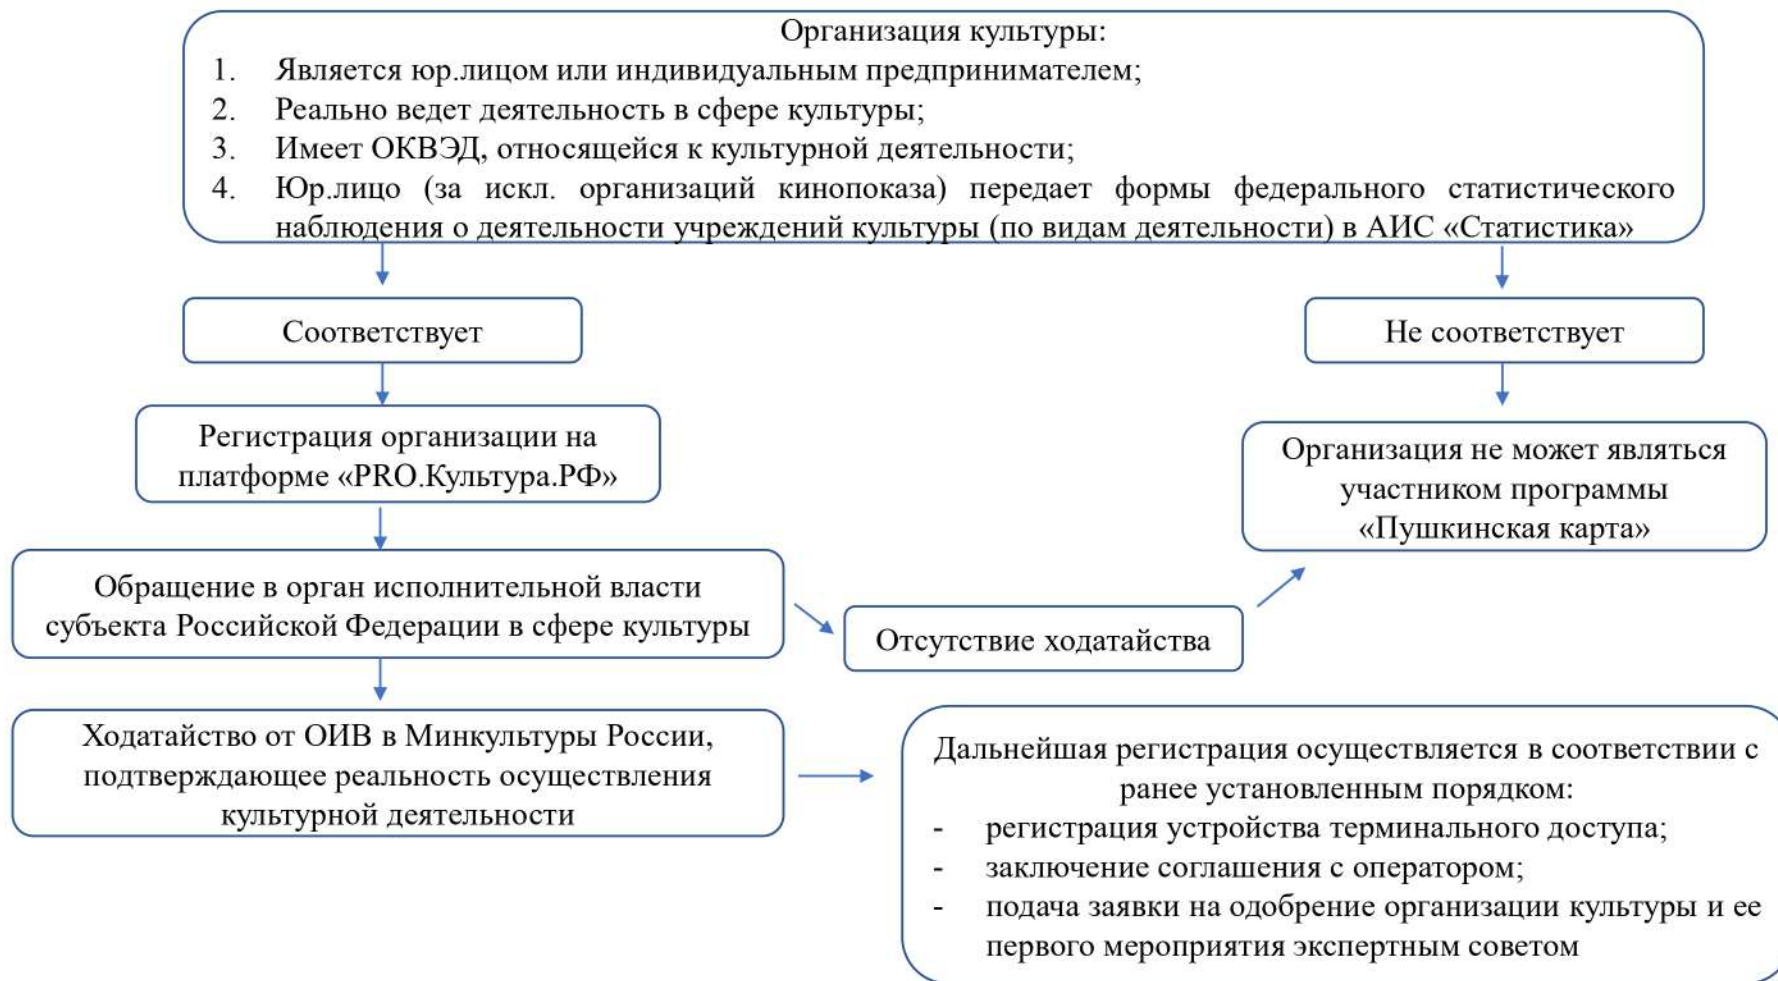 Организация культуры:
1. Является юр.лицом или индивидуальным предпринимателем;
2. Реально ведет деятельность в сфере культуры;
3. Имеет ОКВЭД, относящейся к культурной деятельности;
4. Юр.лицо (за искл. организаций кинопоказа) передает формы федерального статистического
наблюдения о деятельности учреждений культуры (по видам деятельности) в АИС «Статистика»
Соответствует
Не соответствует
Регистрация организации на
платформе «PRO.Культура.РФ»
Организация не может являться
участником программы
«Пушкинская карта»
Обращение в орган исполнительной власти
субъекта Российской Федерации в сфере культуры
Отсутствие ходатайства
Ходатайство от ОИВ в Минкультуры России,
подтверждающее реальность осуществления
культурной деятельности
Дальнейшая регистрация осуществляется в соответствии с
ранее установленным порядком:
- регистрация устройства терминального доступа;
- заключение соглашения с оператором;
- подача заявки на одобрение организации культуры и ее
первого мероприятия экспертным советом